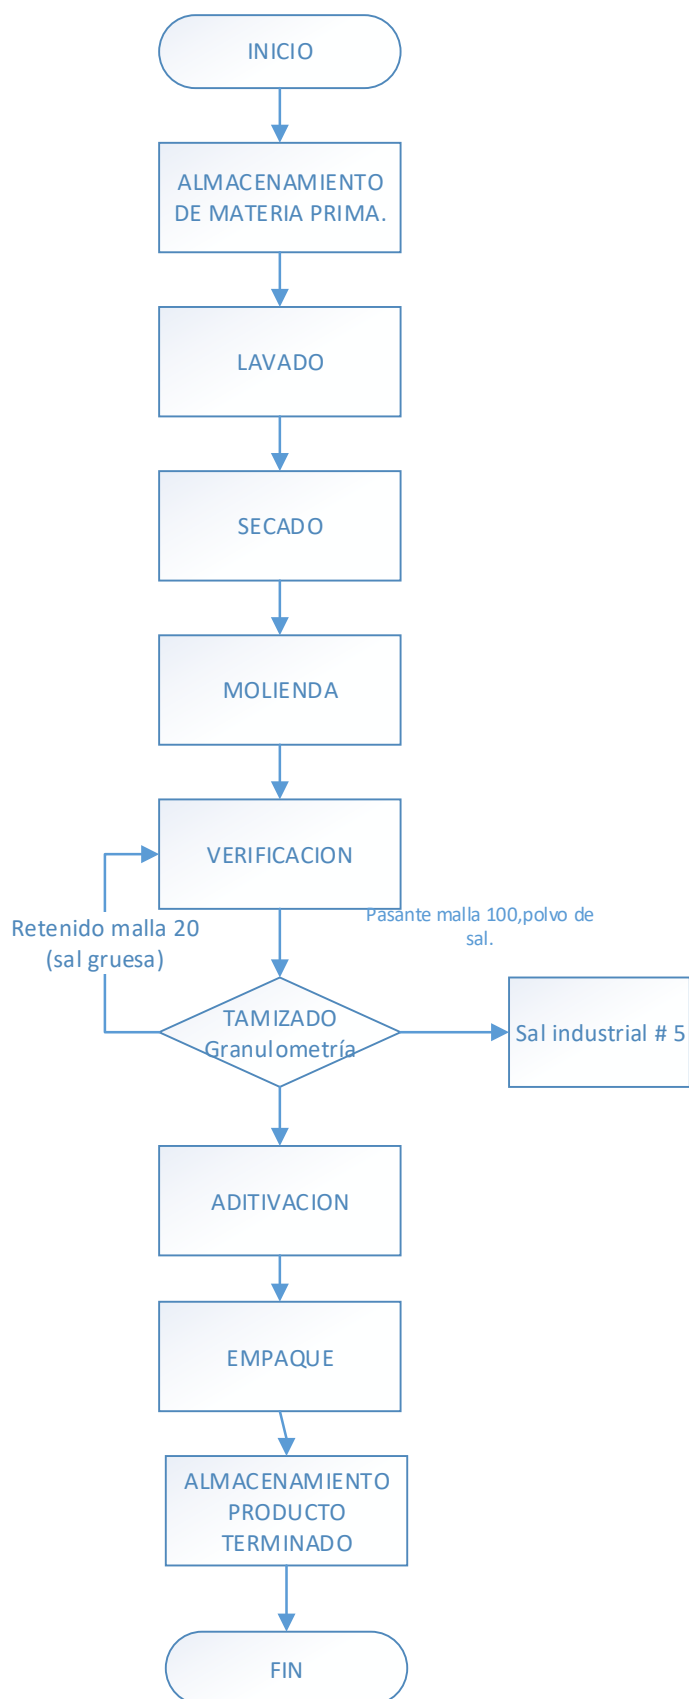 INICIO
ALMACENAMIENTO
DE MATERIA PRIMA.
LAVADO
SECADO
MOLIENDA
VERIFICACION
Retenido malla 20
(sal gruesa)
Pasante malla 100,polvo de
sal.
TAMIZADO
Granulometría
Sal industrial # 5
ADITIVACION
EMPAQUE
ALMACENAMIENTO
PRODUCTO
TERMINADO
FIN